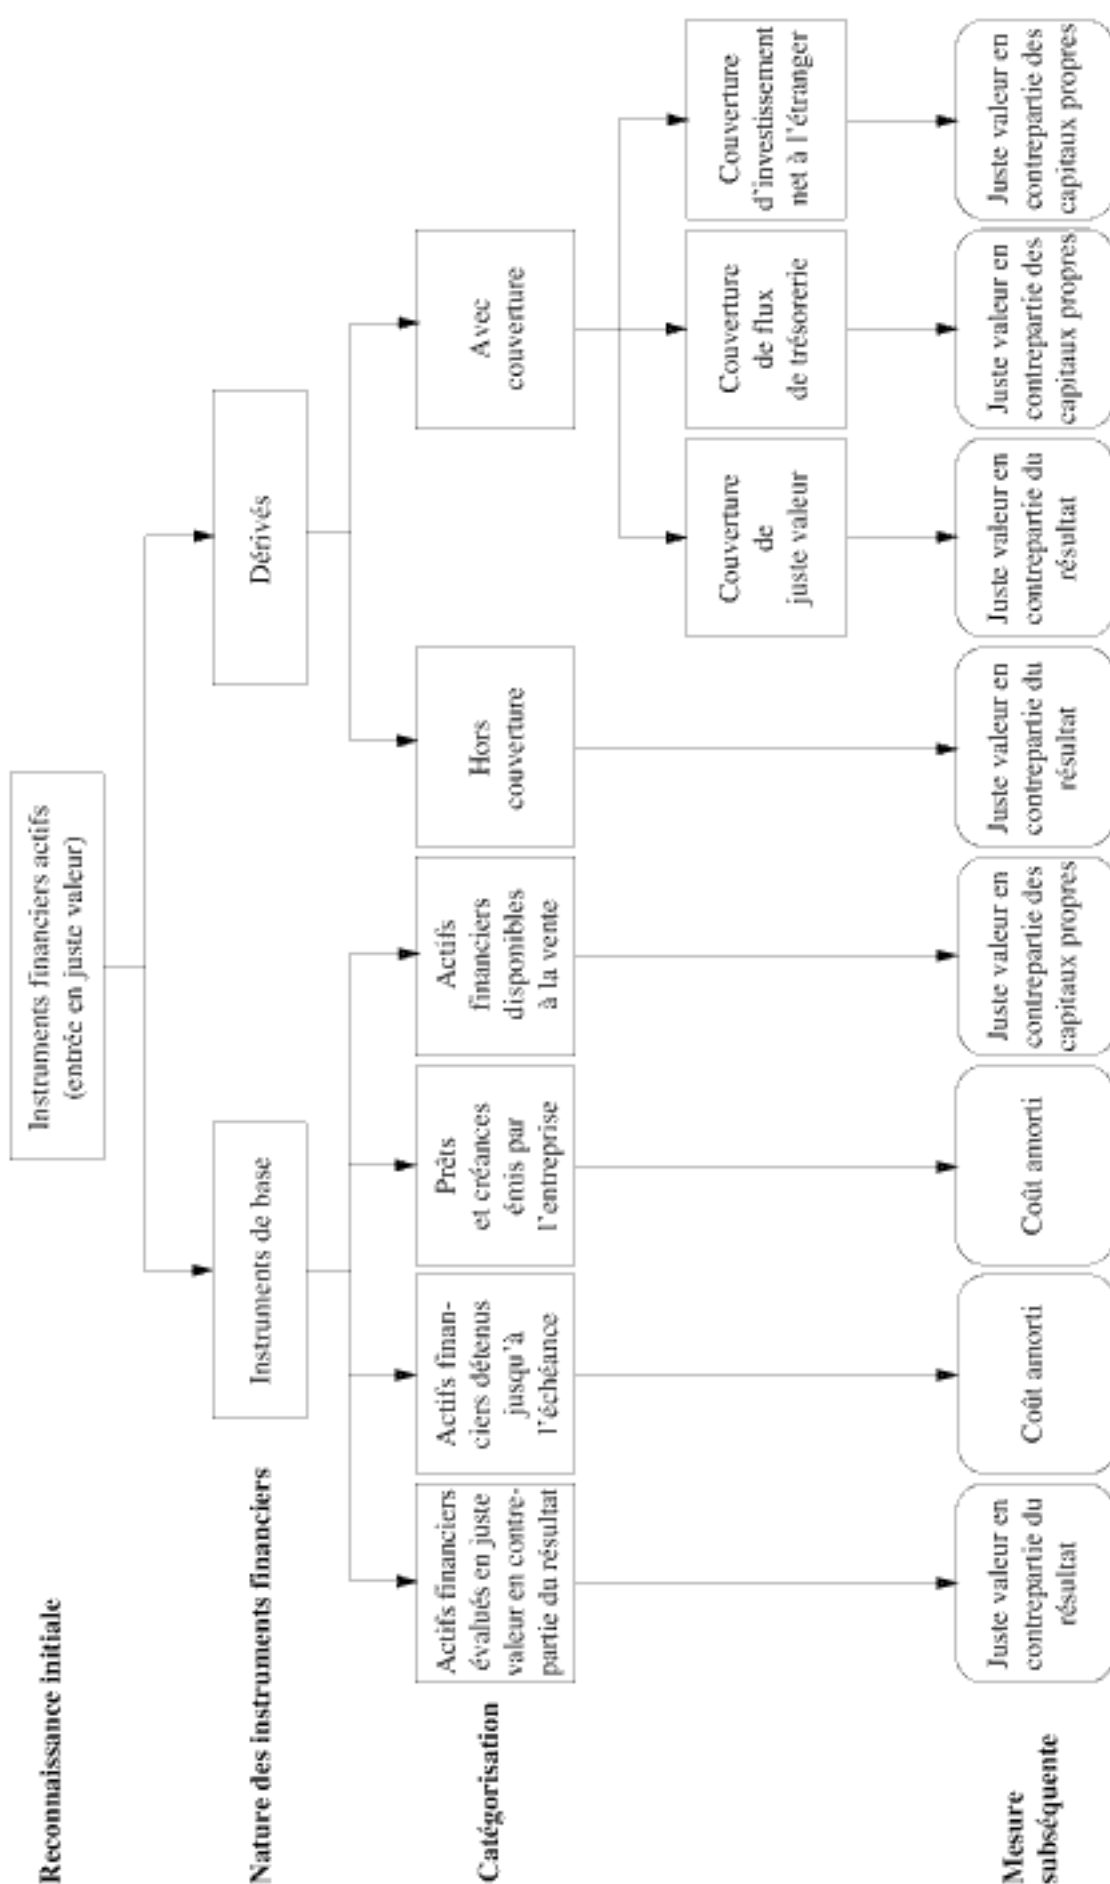 Reconnaissance initiale
Instruments financiers actifs
(entrée en juste valeur)
Nature des instruments financiers
Instruments de base
Dérivés
Catégorisation
Actifs financiers
évalués en juste
valeur en contre-
partie du résultat
Actifs finan-
ciers détenus
jusqu'à
l'échéance
Prêts
et créances
émis par
l'entreprise
Actifs
financiers
disponibles
à la vente
Hors
couverture
Avec
couverture
Couverture
de
juste valeur
Couverture
de flux
de trésorerie
Couverture
d'investissement
net à l'étranger
Mesure
subséquente
Juste valeur en
contrepartie du
résultat
Coût amorti
Coût amorti
Juste valeur en
contrepartie des
capitaux propres
Juste valeur en
contrepartie du
résultat
Juste valeur en
contrepartie du
résultat
Juste valeur en
contrepartie des
capitaux propres
Juste valeur en
contrepartie des
capitaux propres